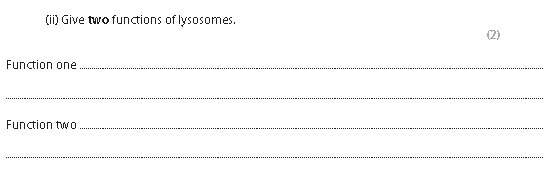 (ii) Give two functions of lysosomes.
(2)
Function one
Function two